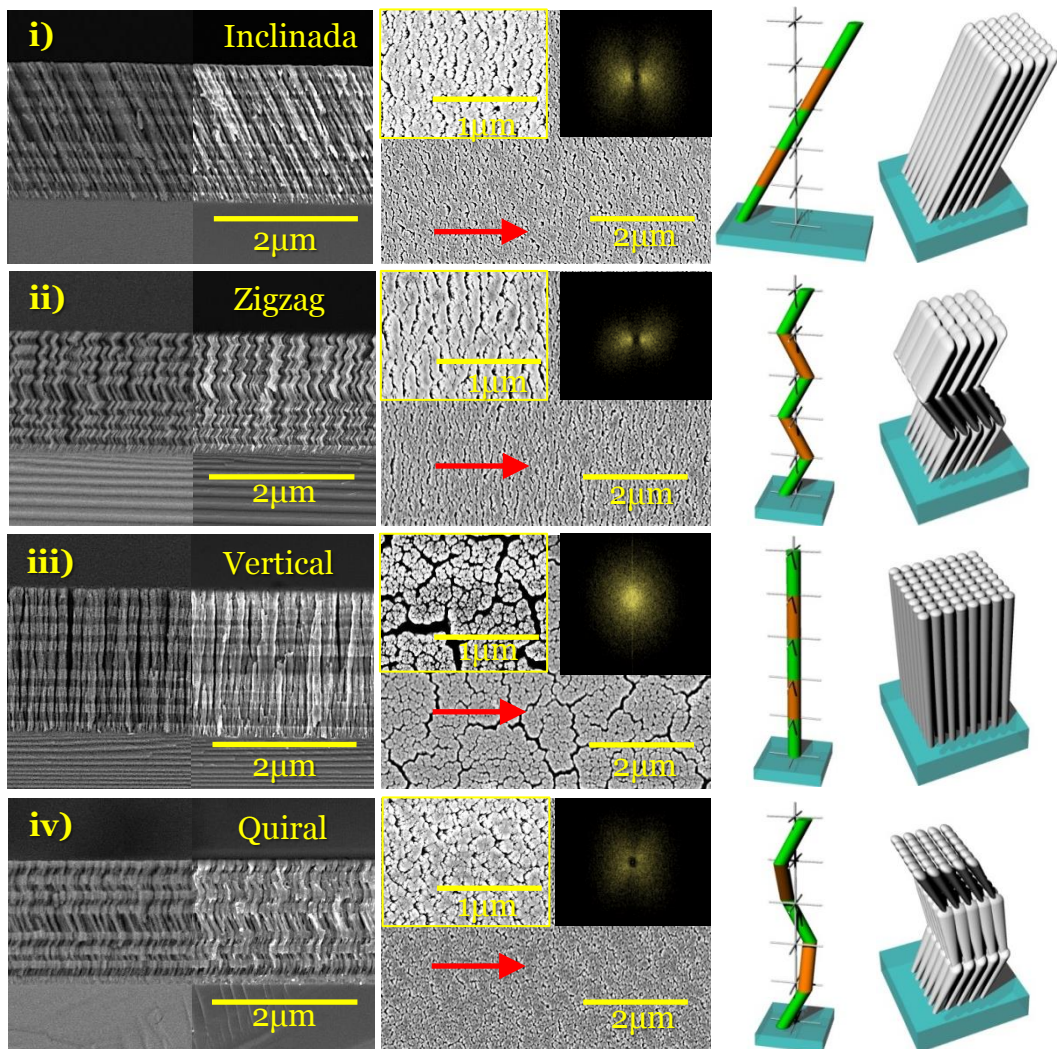 i)
Inclinada
2µm
1µm
2µm
ii)
Zigzag
2µm
1µm
2µm
iii)
Vertical
2µm
1µm
2µm
iv)
Quiral
2µm
1µm
2µm